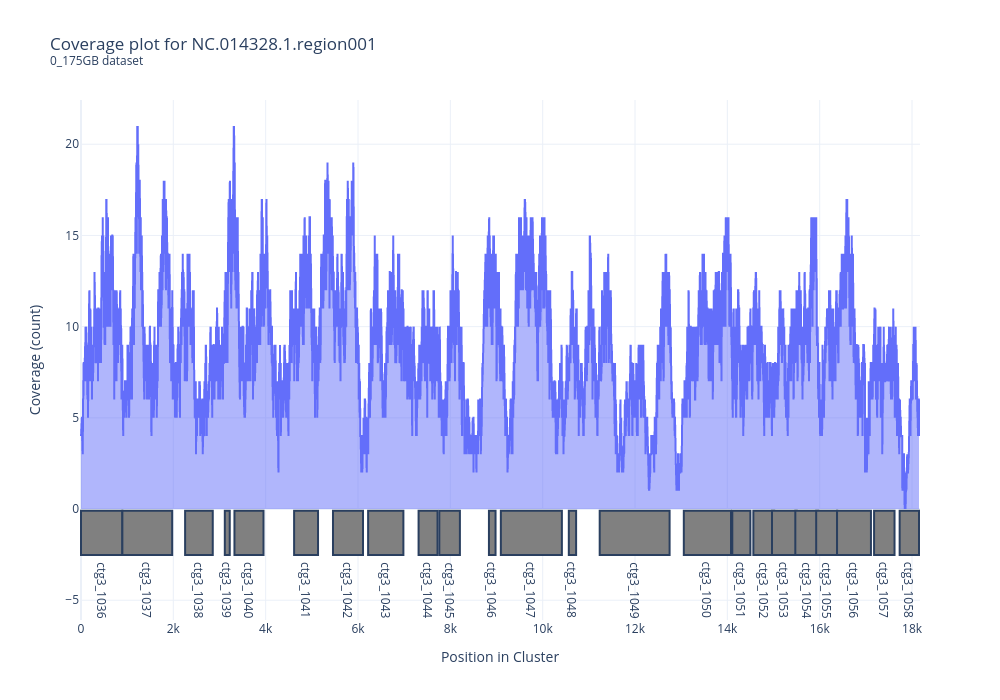 Coverage plot for NC.014328.1.region001
0_175GB dataset
Coverage (count)
20
15
10
5
0
−5
ctg3_1036
ctg3_1037
ctg3_1038
ctg3_1039
ctg3_1040
ctg3_1041
ctg3_1042
ctg3_1043
ctg3_1044
ctg3_1045
ctg3_1046
ctg3_1047
ctg3_1048
ctg3_1049
ctg3_1050
ctg3_1051
ctg3_1052
ctg3_1053
ctg3_1054
ctg3_1055
ctg3_1056
ctg3_1057
ctg3_1058
0 2k 4k 6k 8k 10k 12k 14k 16k 18k
Position in Cluster